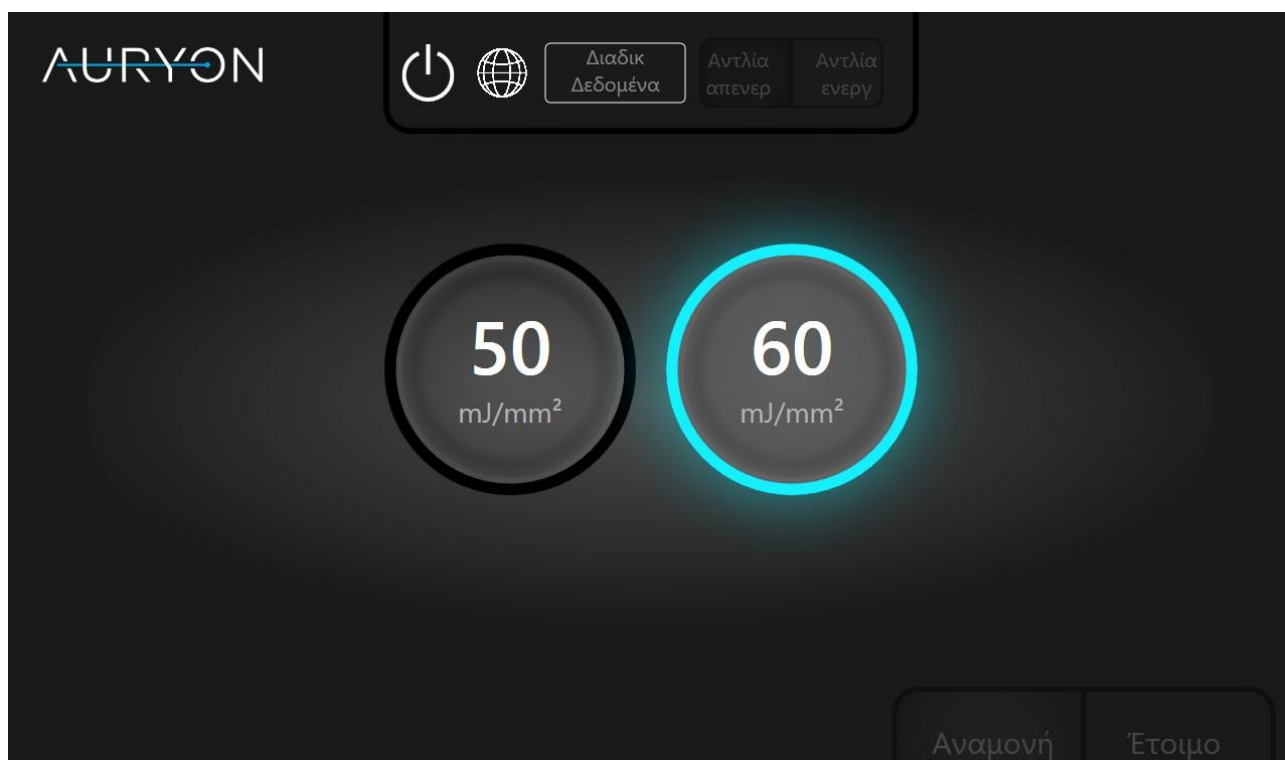 AURYON
Διαδικ
Δεδομένα
Αντλία
απενερ
Αντλία
ενεργ
50
mJ/mm²
60
mJ/mm²
Αναμονή
Έτοιμο